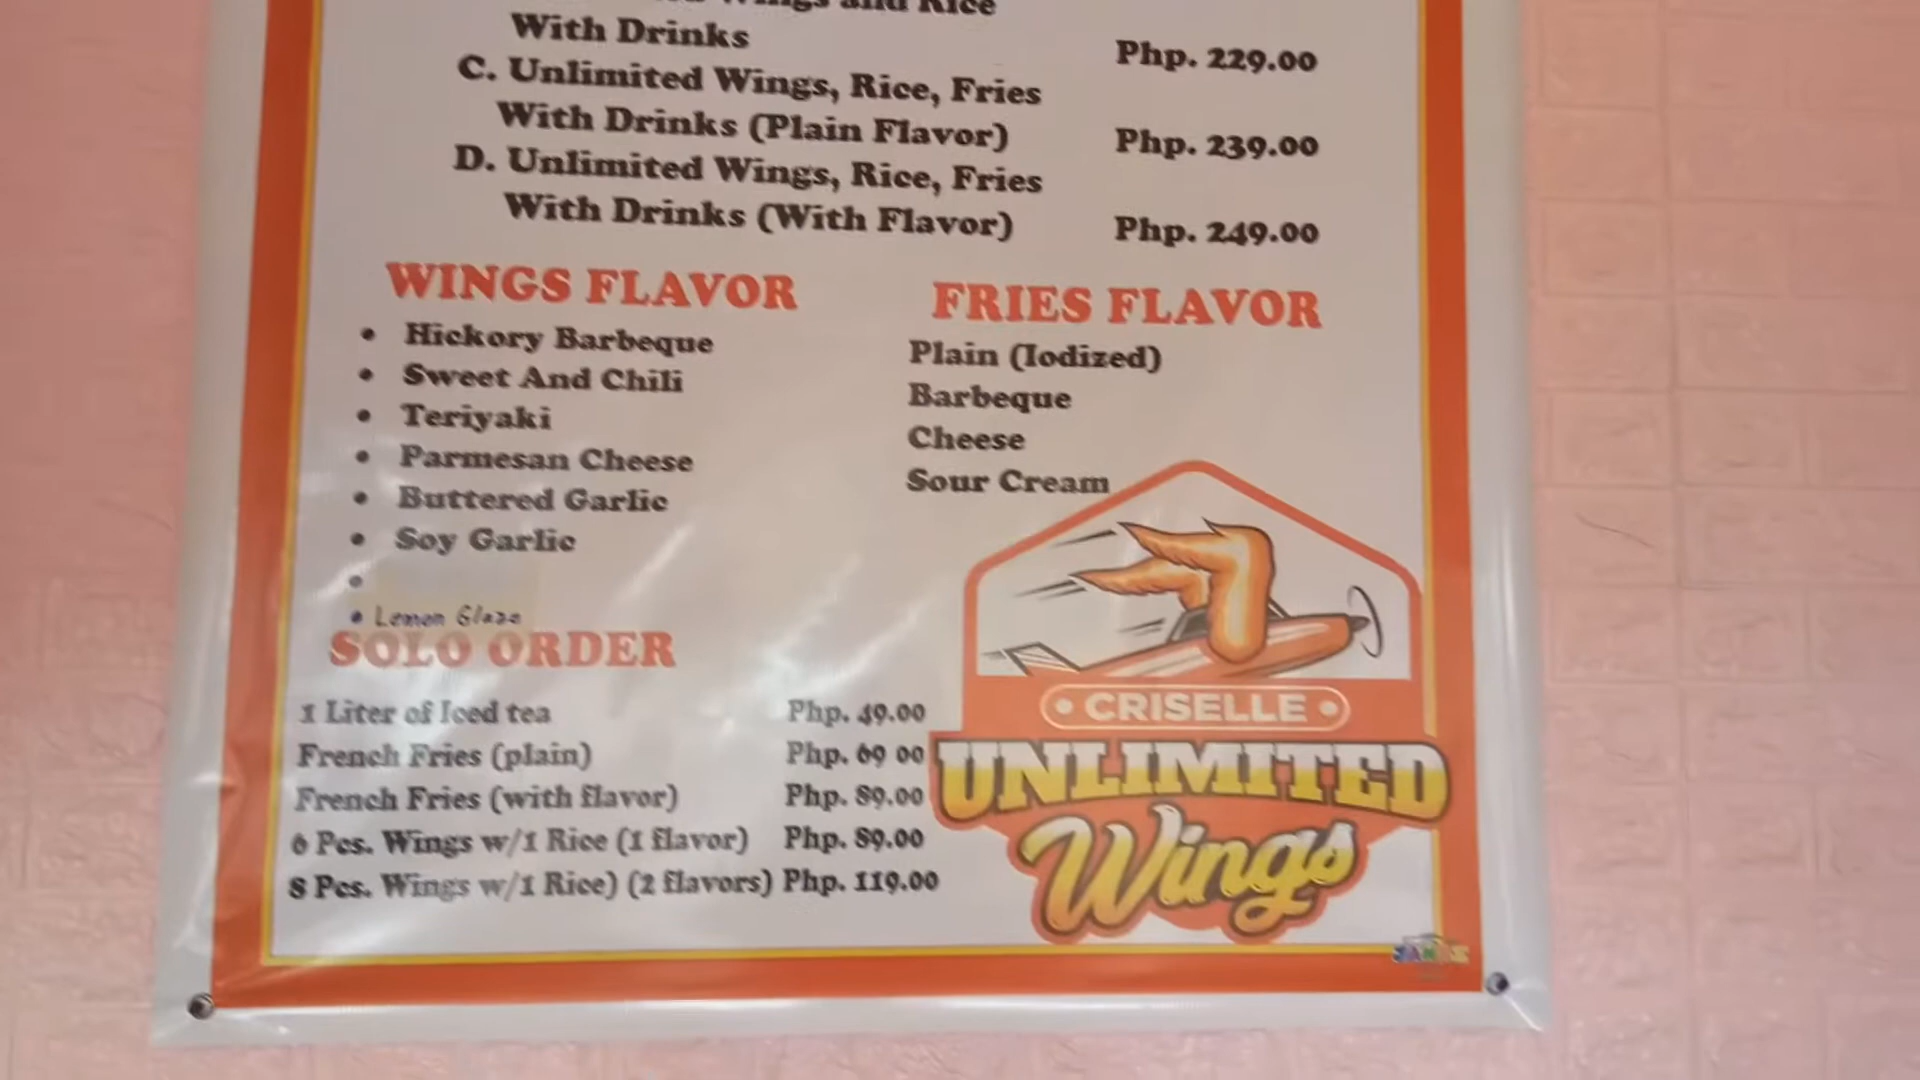 Wings and Rice
With Drinks Php. 229.00
C. Unlimited Wings, Rice, Fries
With Drinks (Plain Flavor) Php. 239.00
D. Unlimited Wings, Rice, Fries
With Drinks (With Flavor) Php. 249.00
WINGS FLAVOR
• Hickory Barbeque
• Sweet And Chili
• Teriyaki
• Parmesan Cheese
• Buttered Garlic
• Soy Garlic
•
• Lemon Glaze
FRIES FLAVOR
Plain (Iodized)
Barbeque
Cheese
Sour Cream
SOLO ORDER
1 Liter of Iced tea Php. 49.00
French Fries (plain) Php. 69 00
French Fries (with flavor) Php. 89.00
6 Pcs. Wings w/1 Rice (1 flavor) Php. 89.00
8 Pcs. Wings w/1 Rice) (2 flavors) Php. 119.00
• CRISELLE •
UNLIMITED
Wings